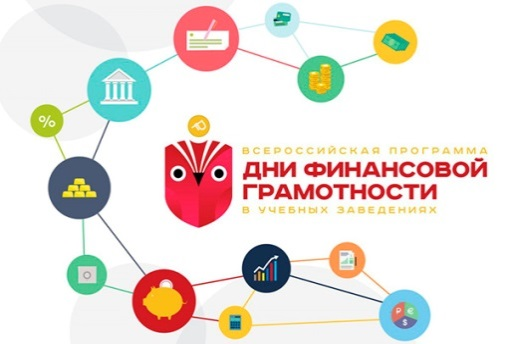 ВСЕРОССИЙСКАЯ ПРОГРАММА
ДНИ ФИНАНСОВОЙ
ГРАМОТНОСТИ
В УЧЕБНЫХ ЗАВЕДЕНИЯХ
%
₽ €
$